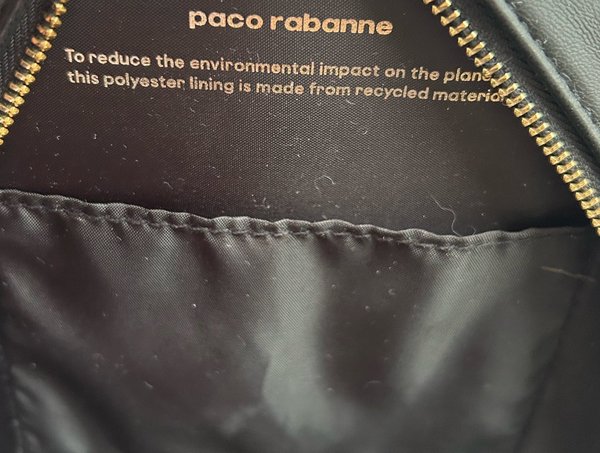 paco rabanne
To reduce the environmental impact on the plane
this polyester lining is made from recycled materia